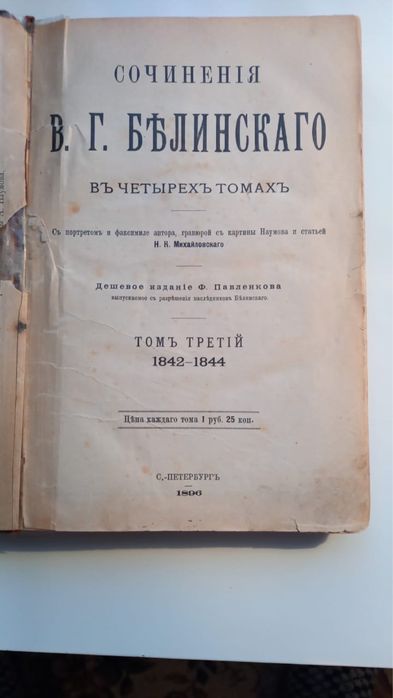 СОЧИНЕНІЯ
В. Г. БѢЛИНСКАГО
ВЪ ЧЕТЫРЕХЪ ТОМАХЪ
Съ портретомъ и факсимиле автора, гравюрой съ картины Наумова и статьей
Н. К. Михайловскаго
Дешевое изданіе Ф. Павленкова
выпускаемое съ разрѣшенія наслѣдниковъ Бѣлинскаго.
ТОМЪ ТРЕТІЙ
1842–1844
Цѣна каждаго тома 1 руб. 25 коп.
С.-ПЕТЕРБУРГЪ
1896